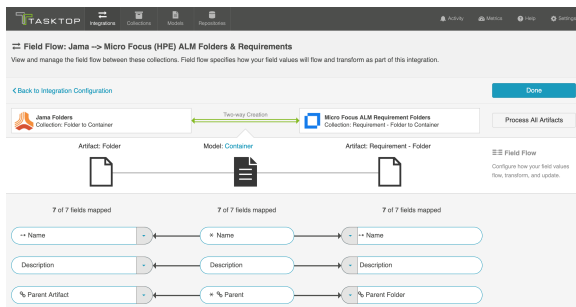 TASKTOP
Integrations
Collections
Models
Repositories
Activity
Metrics
Help
Settings
Field Flow: Jama --> Micro Focus (HPE) ALM Folders & Requirements
View and manage the field flow between these collections. Field flow specifies how your field values will flow and transform as part of this integration.
Back to Integration Configuration
Done
Jama Folders
Collection: Folder to Container
Two-way Creation
Micro Focus ALM Requirement Folders
Collection: Requirement - Folder to Container
Process All Artifacts
Artifact: Folder
Model: Container
Artifact: Requirement - Folder
Field Flow
Configure how your field values
flow, transform, and update.
7 of 7 fields mapped
7 of 7 fields mapped
7 of 7 fields mapped
Name
* Name
Name
Description
Description
Description
Parent Artifact
* Parent
Parent Folder